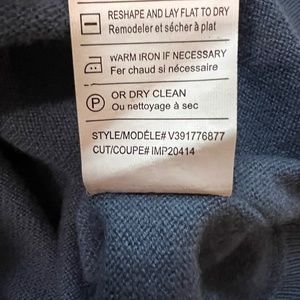 RESHAPE AND LAY FLAT TO DRY
Remodeler et sécher à plat
WARM IRON IF NECESSARY
Fer chaud si nécessaire
P
OR DRY CLEAN
Ou nettoyage à sec
STYLE/MODÉLE# V391776877
CUT/COUPE# IMP20414